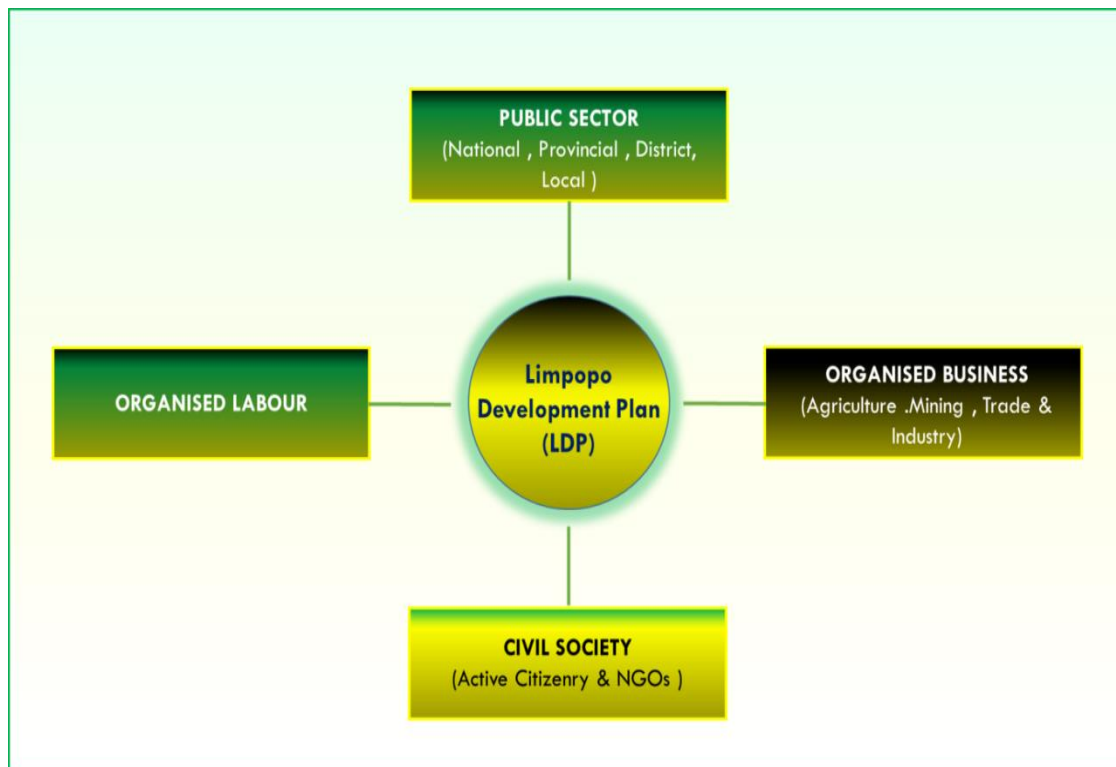 PUBLIC SECTOR
(National , Provincial , District,
Local )
ORGANISED LABOUR
Limpopo
Development Plan
(LDP)
ORGANISED BUSINESS
(Agriculture .Mining , Trade &
Industry)
CIVIL SOCIETY
(Active Citizenry & NGOs )